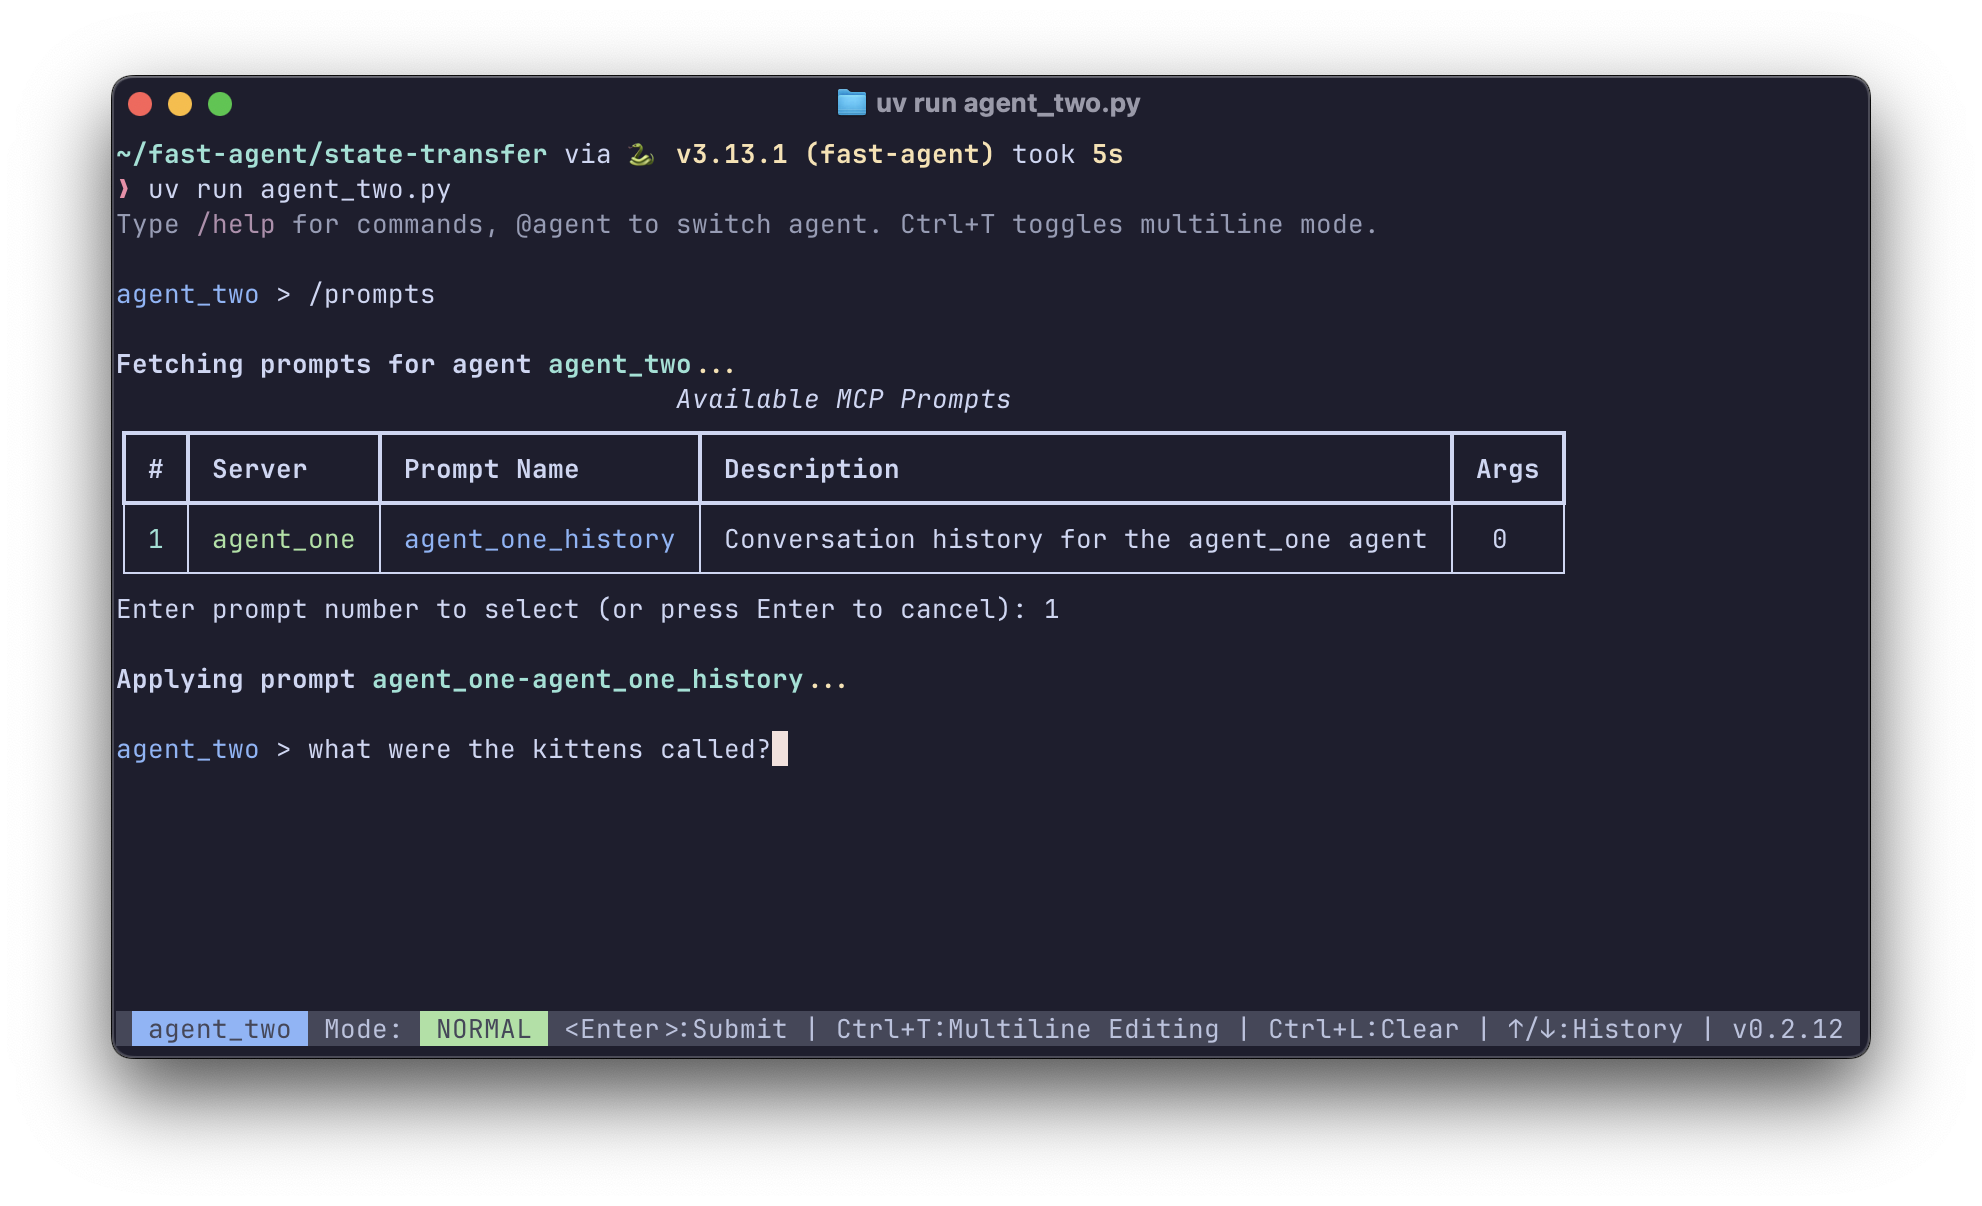 uv run agent_two.py
~/fast-agent/state-transfer via 🐍 v3.13.1 (fast-agent) took 5s
❯ uv run agent_two.py
Type /help for commands, @agent to switch agent. Ctrl+T toggles multiline mode.
agent_two > /prompts
Fetching prompts for agent agent_two...
Available MCP Prompts
# Server Prompt Name Description Args
1 agent_one agent_one_history Conversation history for the agent_one agent 0
Enter prompt number to select (or press Enter to cancel): 1
Applying prompt agent_one-agent_one_history...
agent_two > what were the kittens called?
agent_two Mode: NORMAL <Enter>:Submit | Ctrl+T:Multiline Editing | Ctrl+L:Clear | ↑/↓:History | v0.2.12